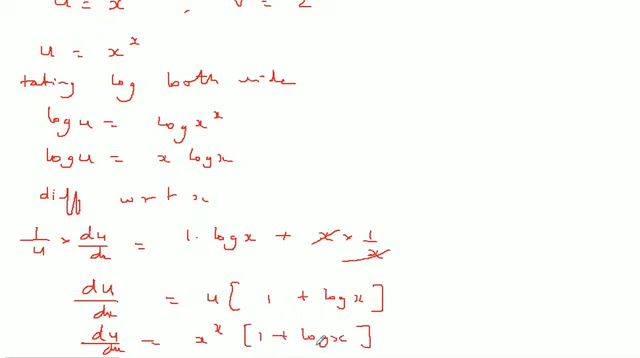 u = x , v = 2
u = x^x
taking log both side
log u = log x^x
log u = x log x
diff w r t x
1/u × du/dx = 1. log x + x × 1/x
du/dx = u [ 1 + log x ]
du/dx = x^x [ 1 + log x ]